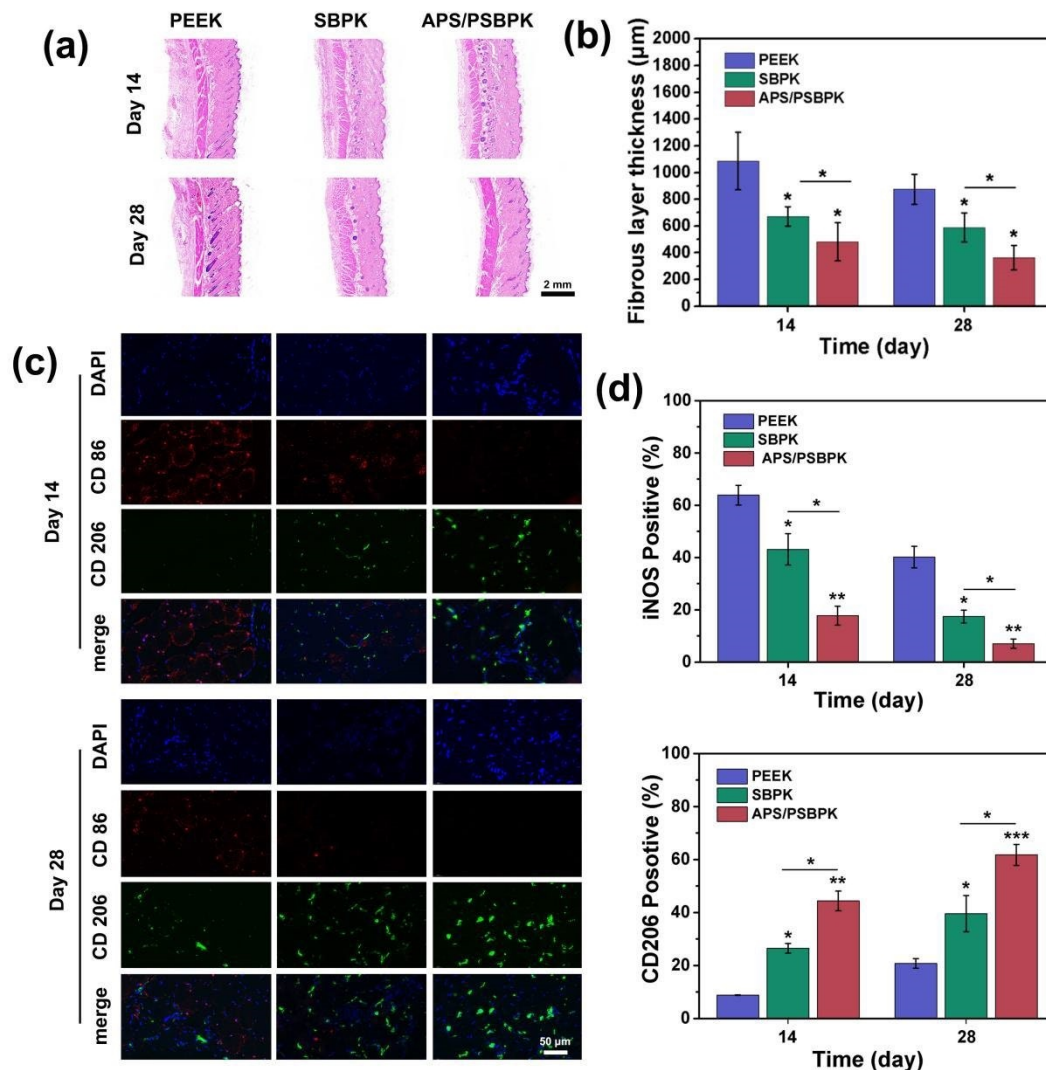 (a)
PEEK SBPK APS/PSBPK
Day 14
Day 28
2 mm
(b)
Fibrous layer thickness (μm)
2000
1800
1600
1400
1200
1000
800
600
400
200
0
PEEK
SBPK
APS/PSBPK
* * *
* * *
14 28
Time (day)
(c)
Day 14
DAPI
CD 86
CD 206
merge
Day 28
DAPI
CD 86
CD 206
merge
50 μm
(d)
iNOS Positive (%)
100
80
60
40
20
0
PEEK
SBPK
APS/PSBPK
* * **
* * **
14 28
Time (day)
CD206 Posotive (%)
100
80
60
40
20
0
PEEK
SBPK
APS/PSBPK
* * **
* * ***
14 28
Time (day)